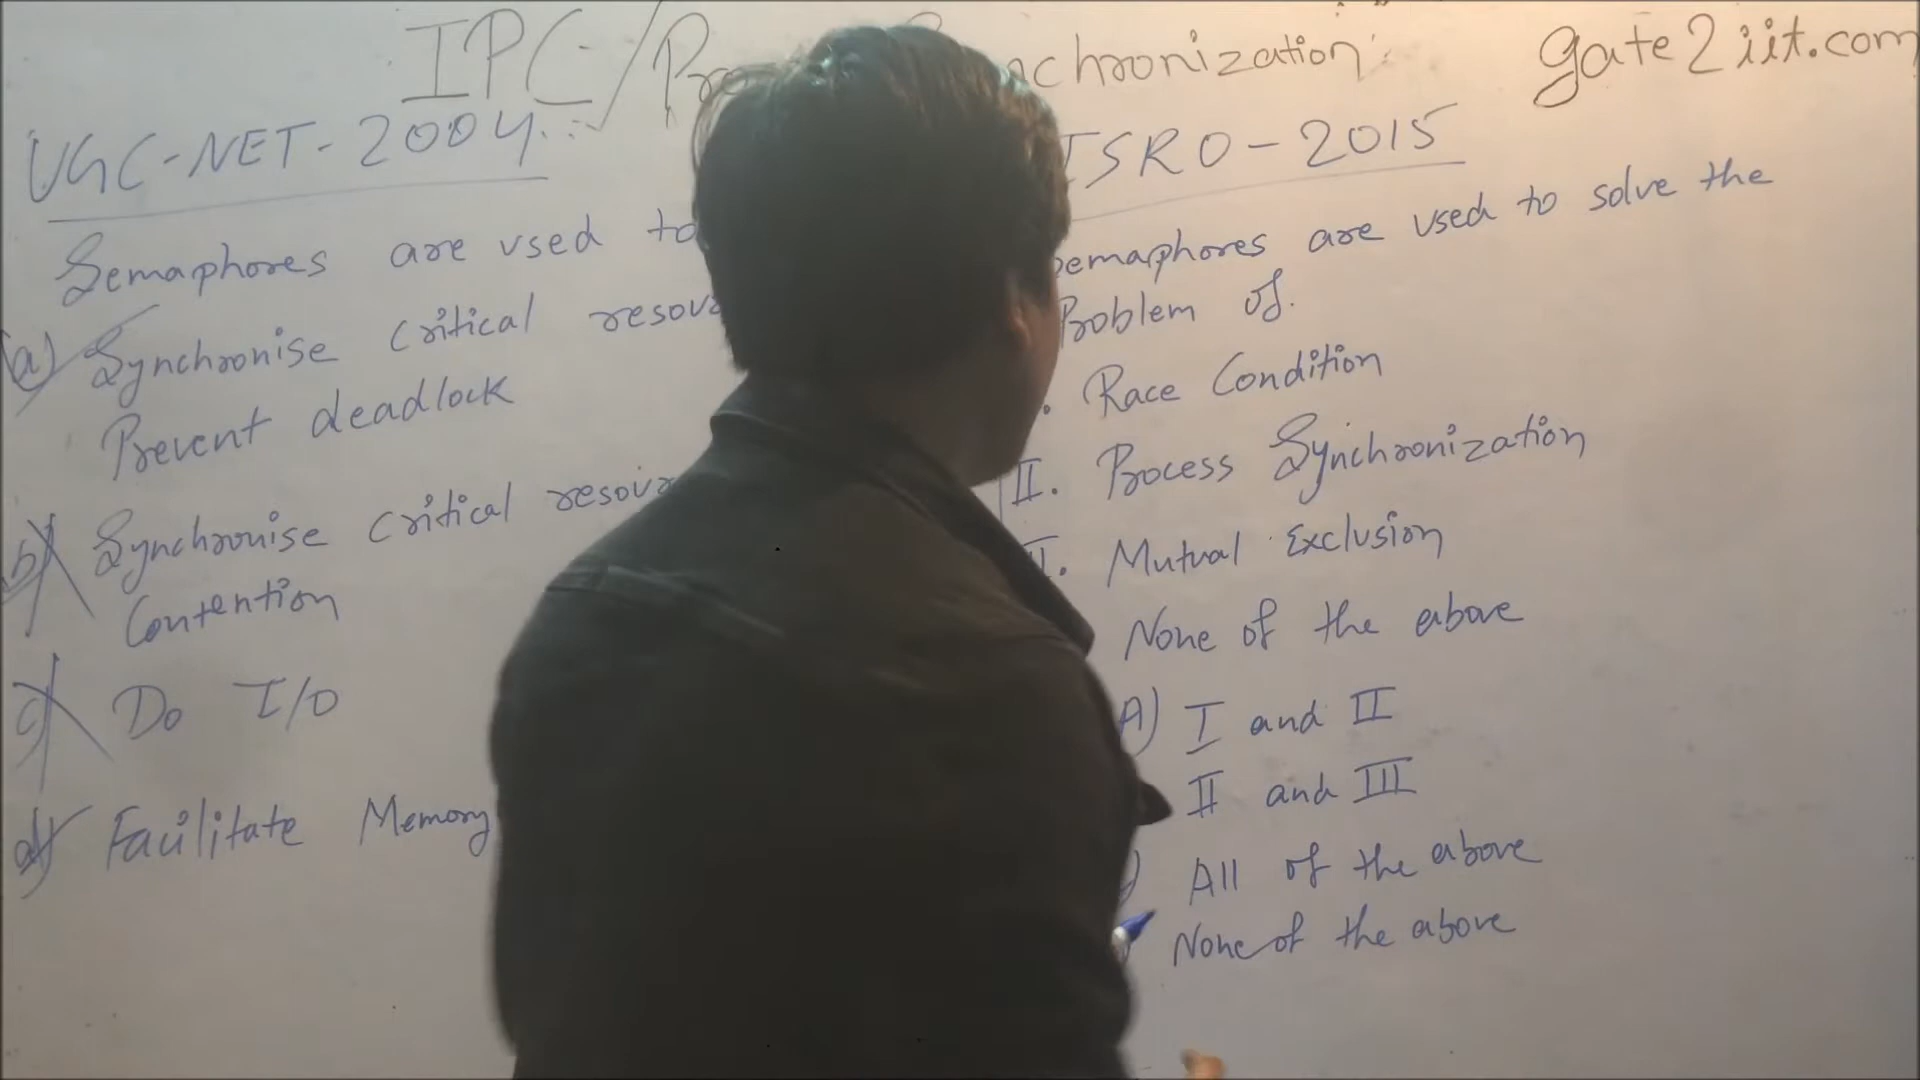 IPC/ chronization:
gate2iit.com
UGC-NET-2004
Semaphores are used to
(a) Synchronise Critical
Prevent deadlock
b) Synchronise Critical
Contention
c) Do I/O
d) Facilitate Memory
ISRO-2015
Semaphores are used to solve the
Problem of.
Race Condition
II. Process Synchronization
Mutual Exclusion
None of the above
A) I and II
II and III
All of the above
None of the above